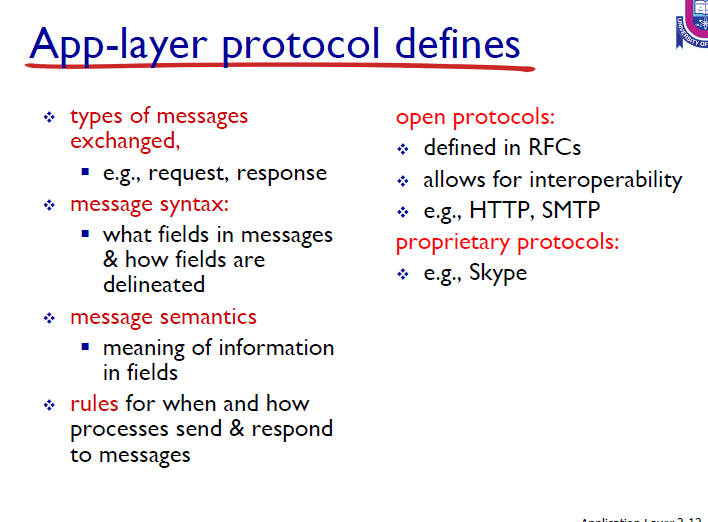 App-layer protocol defines
types of messages
exchanged,
e.g., request, response
message syntax:
what fields in messages
& how fields are
delineated
message semantics
meaning of information
in fields
rules for when and how
processes send & respond
to messages
open protocols:
defined in RFCs
allows for interoperability
e.g., HTTP, SMTP
proprietary protocols:
e.g., Skype
UNIVERSITY OF
Application Layer 2-12